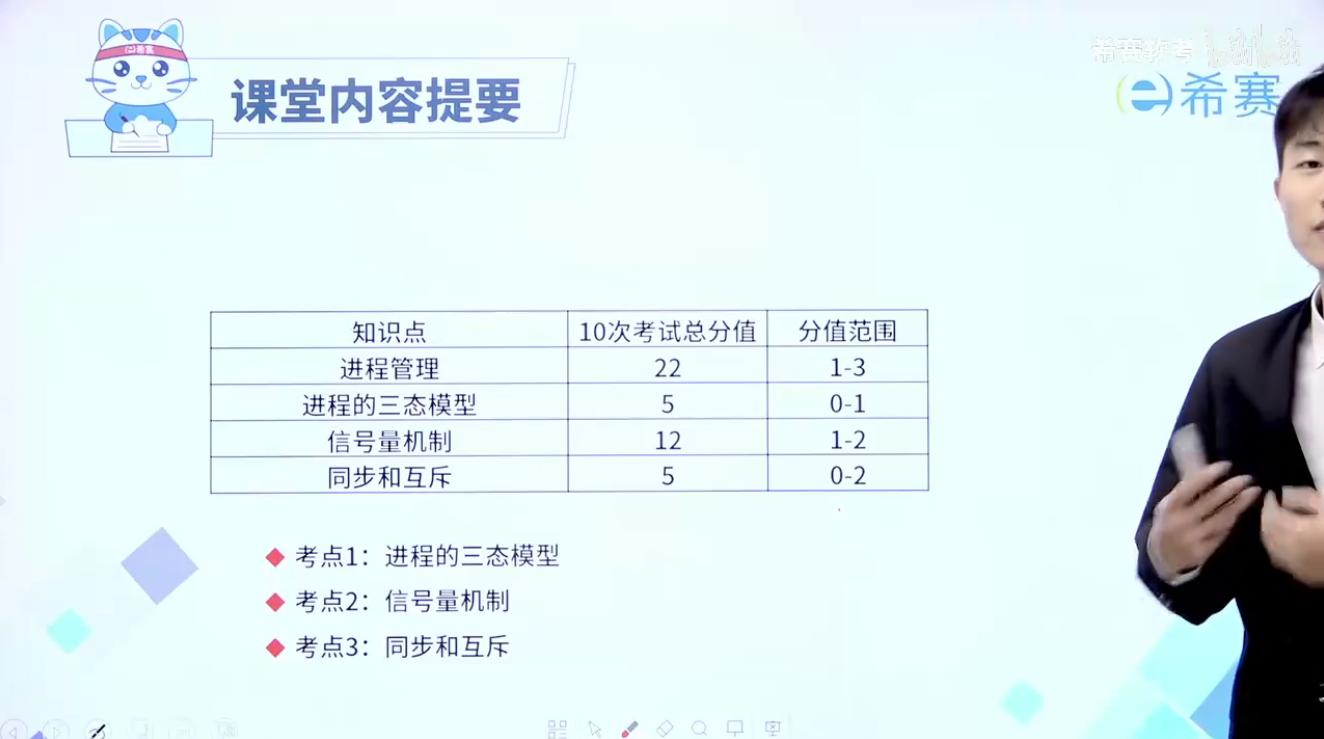 希赛
课堂内容提要
希赛软考
希赛
知识点 10次考试总分值 分值范围
进程管理 22 1-3
进程的三态模型 5 0-1
信号量机制 12 1-2
同步和互斥 5 0-2
考点1：进程的三态模型
考点2：信号量机制
考点3：同步和互斥